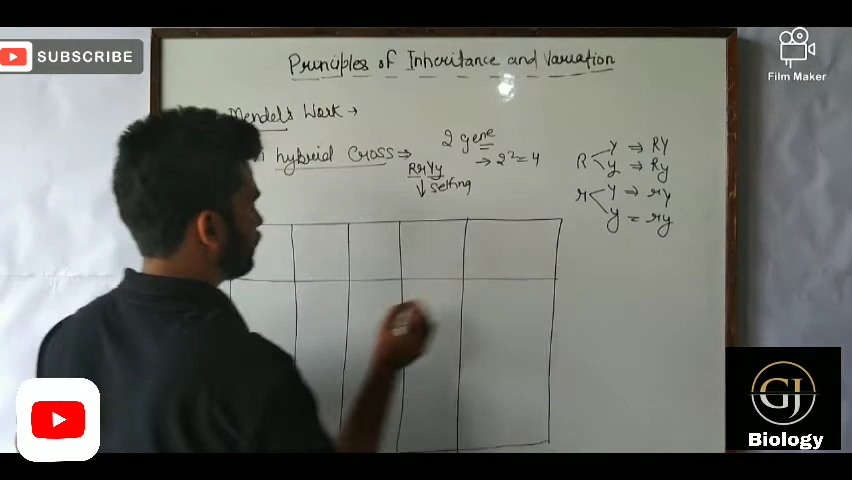 SUBSCRIBE
Film Maker
Principles of Inheritance and Variation
Mendel's Work →
hybrid Cross ⇒
2 gene
→ 2²=4
RrYy
↓ Selfing
R Y ⇒ RY
y ⇒ Ry
r Y → rY
y = ry
GJ
Biology